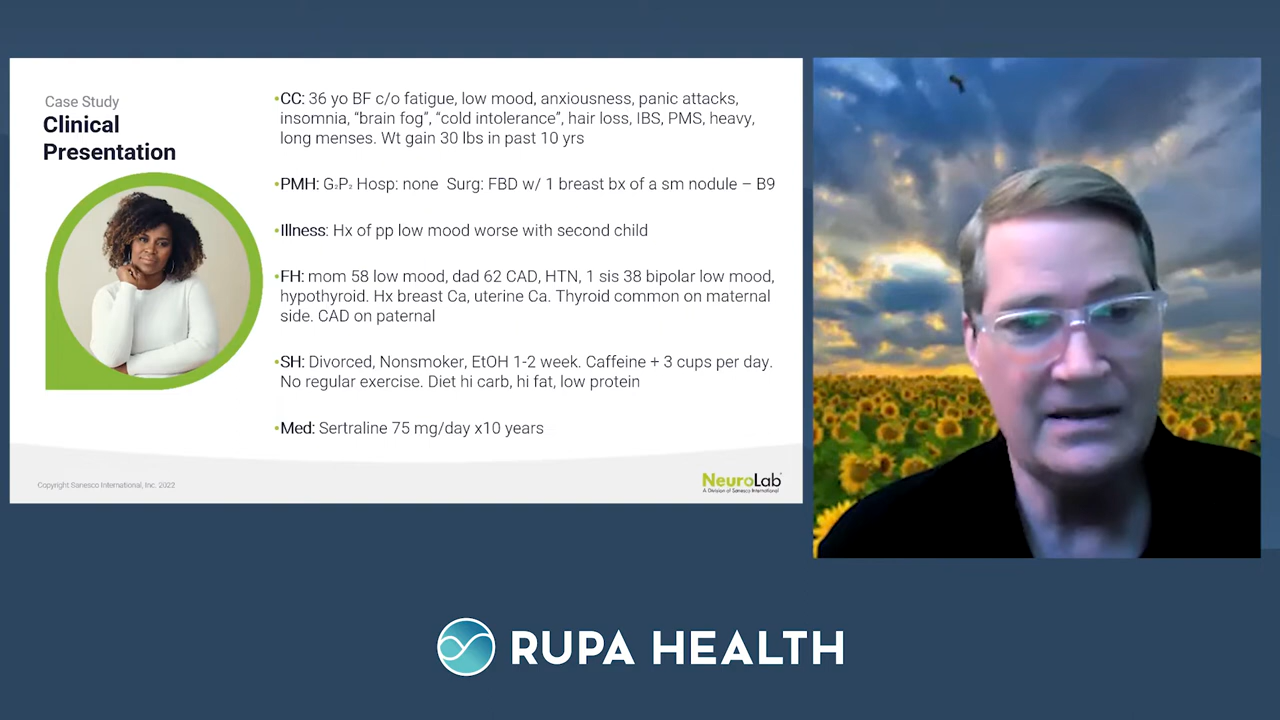 Case Study
Clinical
Presentation
•CC: 36 yo BF c/o fatigue, low mood, anxiousness, panic attacks,
insomnia, “brain fog”, “cold intolerance”, hair loss, IBS, PMS, heavy,
long menses. Wt gain 30 lbs in past 10 yrs
•PMH: G2P2 Hosp: none Surg: FBD w/ 1 breast bx of a sm nodule – B9
•Illness: Hx of pp low mood worse with second child
•FH: mom 58 low mood, dad 62 CAD, HTN, 1 sis 38 bipolar low mood,
hypothyroid. Hx breast Ca, uterine Ca. Thyroid common on maternal
side. CAD on paternal
•SH: Divorced, Nonsmoker, EtOH 1-2 week. Caffeine + 3 cups per day.
No regular exercise. Diet hi carb, hi fat, low protein
•Med: Sertraline 75 mg/day x10 years
Copyright Sanesco International, Inc. 2022
NeuroLab
A Division of Sanesco International
RUPA HEALTH